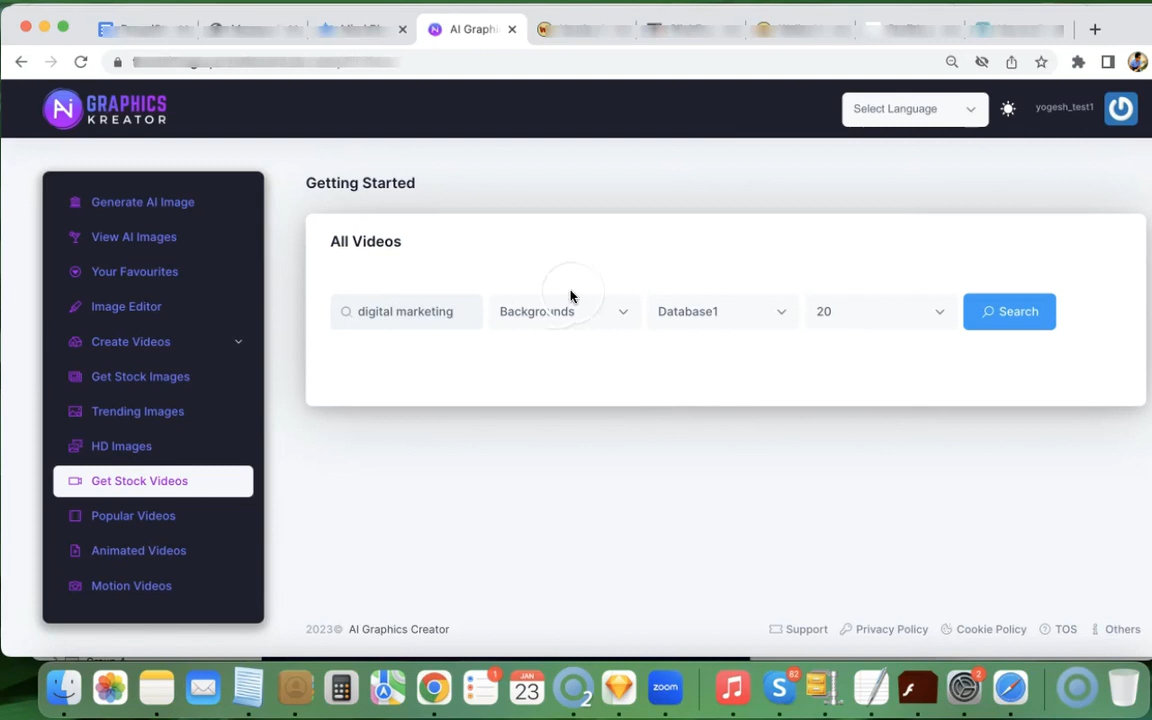 AI Graphi
GRAPHICS
KREATOR
Select Language
yogesh_test1
Generate AI Image
View AI Images
Your Favourites
Image Editor
Create Videos
Get Stock Images
Trending Images
HD Images
Get Stock Videos
Popular Videos
Animated Videos
Motion Videos
Getting Started
All Videos
digital marketing
Backgrounds
Database1
20
Search
2023© AI Graphics Creator
Support
Privacy Policy
Cookie Policy
TOS
Others
1
JAN
23
2
zoom
82
2